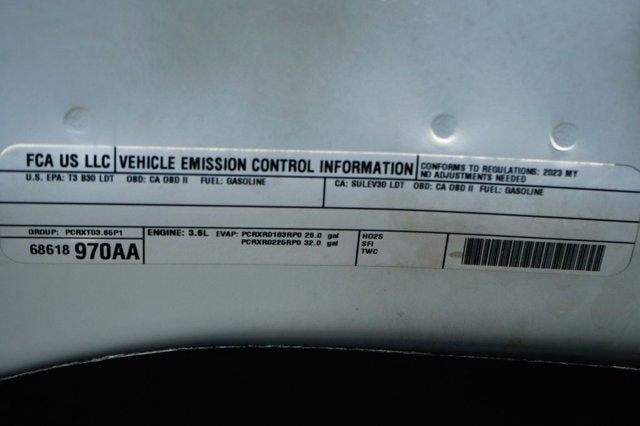 FCA US LLC VEHICLE EMISSION CONTROL INFORMATION CONFORMS TO REGULATIONS: 2023 MY
NO ADJUSTMENTS NEEDED
U.S. EPA: T3 B30 LDT OBD: CA OBD II FUEL: GASOLINE CA: SULEV30 LDT OBD: CA OBD II FUEL: GASOLINE
GROUP: PCRXT03.65P1 ENGINE: 3.6L EVAP: PCRXR0183RP0 26.0 gal HO2S
68618 970AA PCRXR0225RP0 32.0 gal SFI
TWC